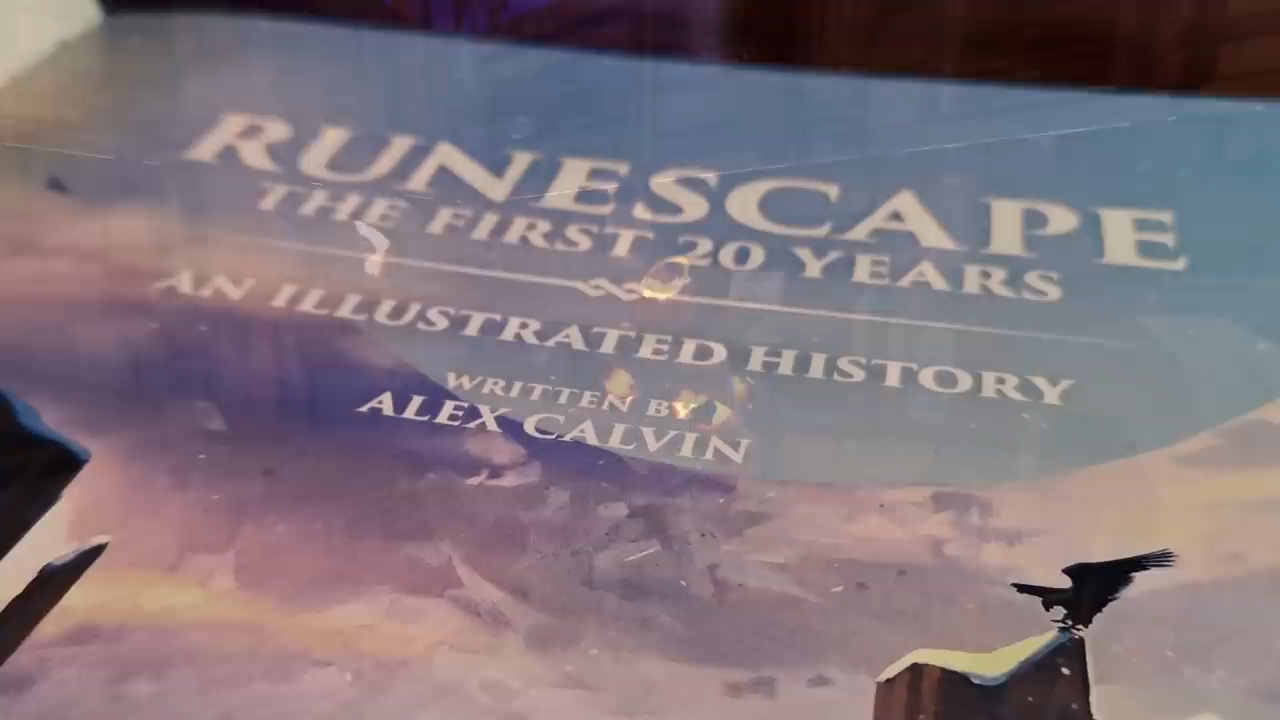 RUNESCAPE
THE FIRST 20 YEARS
AN ILLUSTRATED HISTORY
WRITTEN BY
ALEX CALVIN